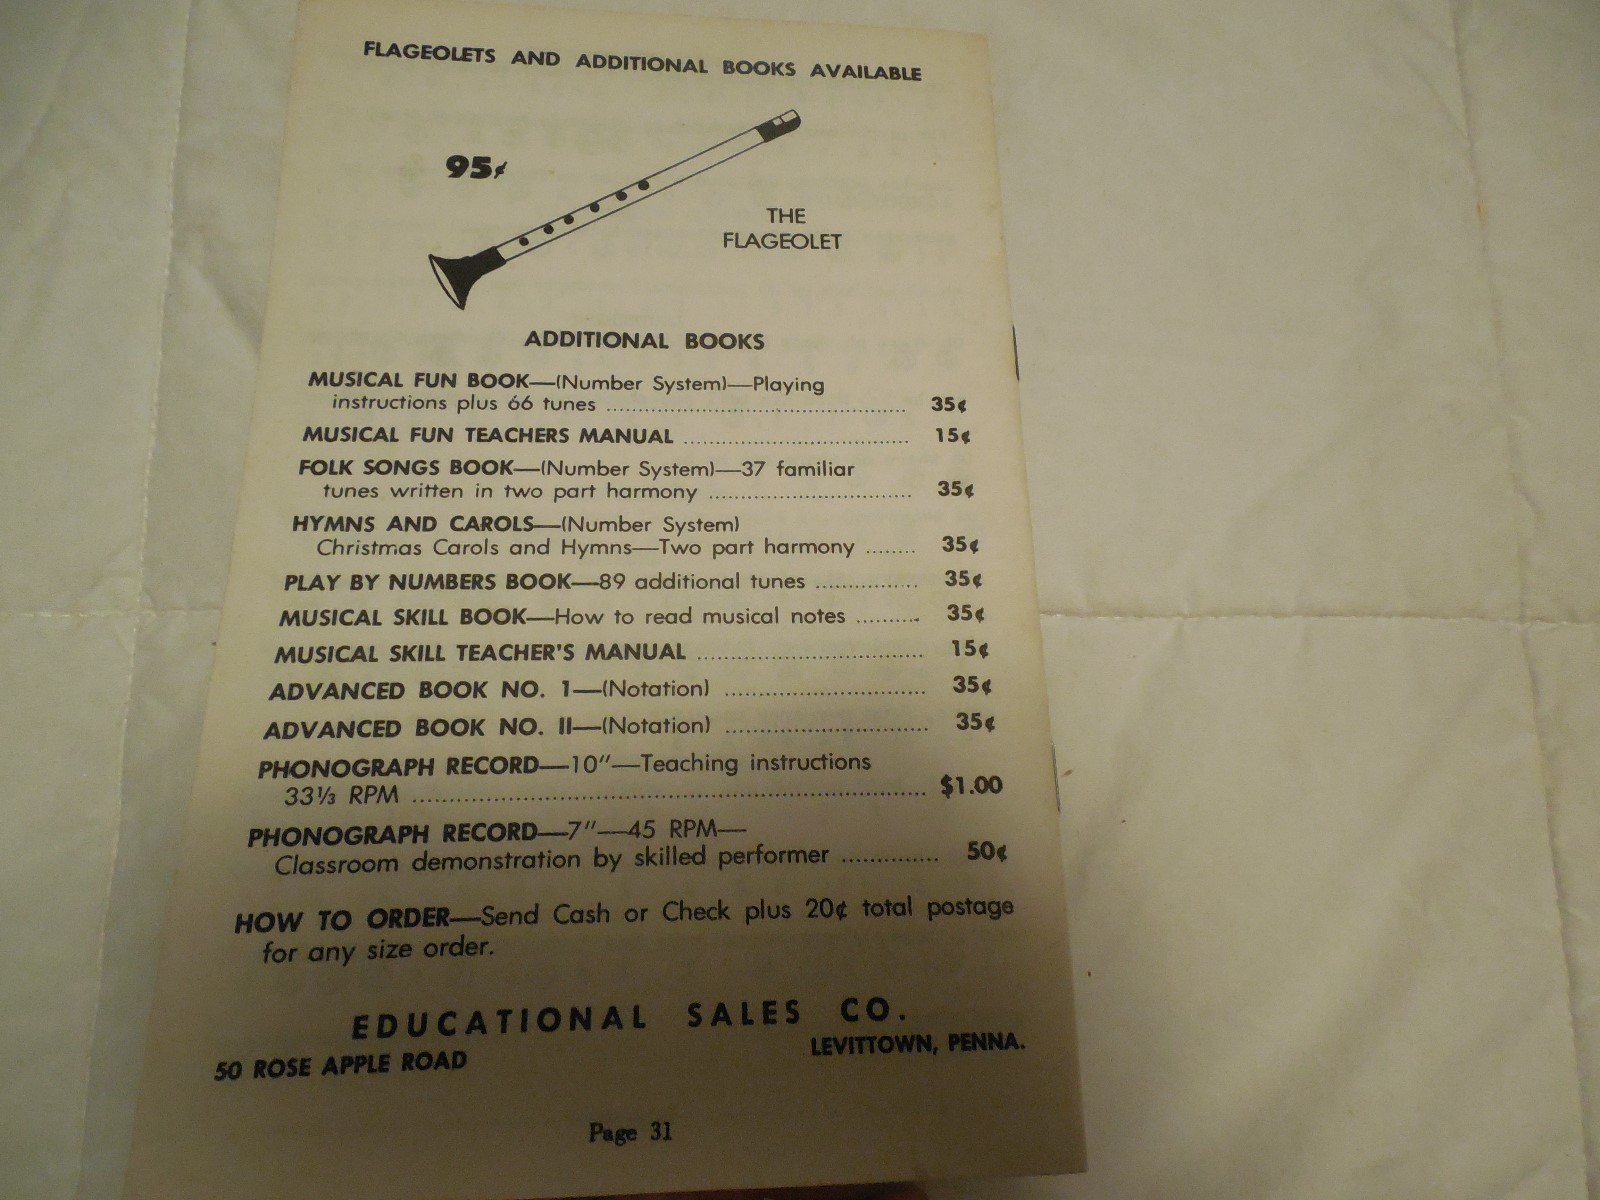 FLAGEOLETS AND ADDITIONAL BOOKS AVAILABLE
95¢
THE
FLAGEOLET
ADDITIONAL BOOKS
MUSICAL FUN BOOK—(Number System)—Playing
instructions plus 66 tunes ................................................ 35¢
MUSICAL FUN TEACHERS MANUAL .................................... 15¢
FOLK SONGS BOOK—(Number System)—37 familiar
tunes written in two part harmony ................................ 35¢
HYMNS AND CAROLS—(Number System)
Christmas Carols and Hymns—Two part harmony ........ 35¢
PLAY BY NUMBERS BOOK—89 additional tunes ................ 35¢
MUSICAL SKILL BOOK—How to read musical notes .......... 35¢
MUSICAL SKILL TEACHER'S MANUAL .................................... 15¢
ADVANCED BOOK NO. 1—(Notation) ................................ 35¢
ADVANCED BOOK NO. II—(Notation) ................................ 35¢
PHONOGRAPH RECORD—10"—Teaching instructions
33⅓ RPM ................................................................................ $1.00
PHONOGRAPH RECORD—7"—45 RPM—
Classroom demonstration by skilled performer .............. 50¢
HOW TO ORDER—Send Cash or Check plus 20¢ total postage
for any size order.
EDUCATIONAL SALES CO.
50 ROSE APPLE ROAD LEVITTOWN, PENNA.
Page 31